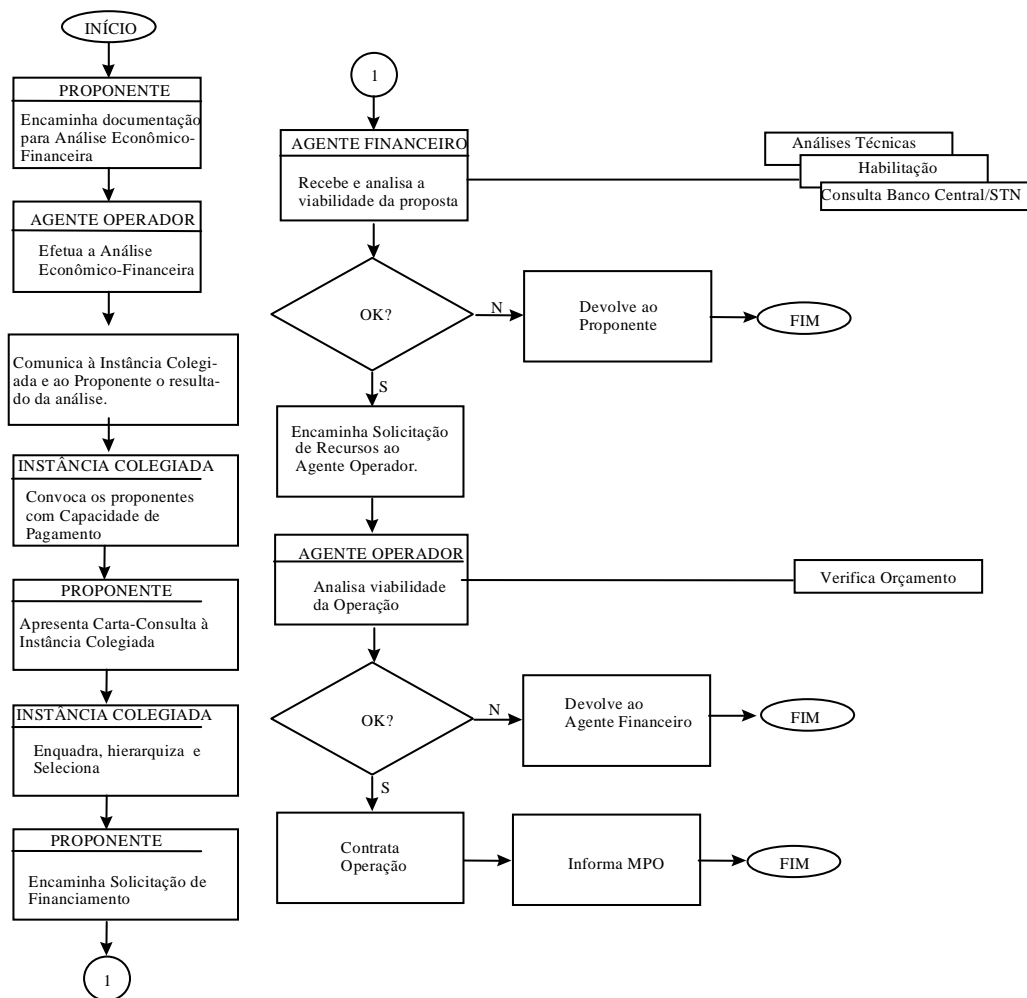 INÍCIO
PROPONENTE
Encaminha documentação
para Análise Econômico-
Financeira
AGENTE OPERADOR
Efetua a Análise
Econômico-Financeira
Comunica à Instância Colegi-
ada e ao Proponente o resulta-
do da análise.
INSTÂNCIA COLEGIADA
Convoca os proponentes
com Capacidade de
Pagamento
PROPONENTE
Apresenta Carta-Consulta à
Instância Colegiada
INSTÂNCIA COLEGIADA
Enquadra, hierarquiza e
Seleciona
PROPONENTE
Encaminha Solicitação de
Financiamento
1
1
AGENTE FINANCEIRO
Recebe e analisa a
viabilidade da proposta
Análises Técnicas
Habilitação
Consulta Banco Central/STN
OK?
N
Devolve ao
Proponente
FIM
S
Encaminha Solicitação
de Recursos ao
Agente Operador.
AGENTE OPERADOR
Analisa viabilidade
da Operação
Verifica Orçamento
OK?
N
Devolve ao
Agente Financeiro
FIM
S
Contrata
Operação
Informa MPO
FIM